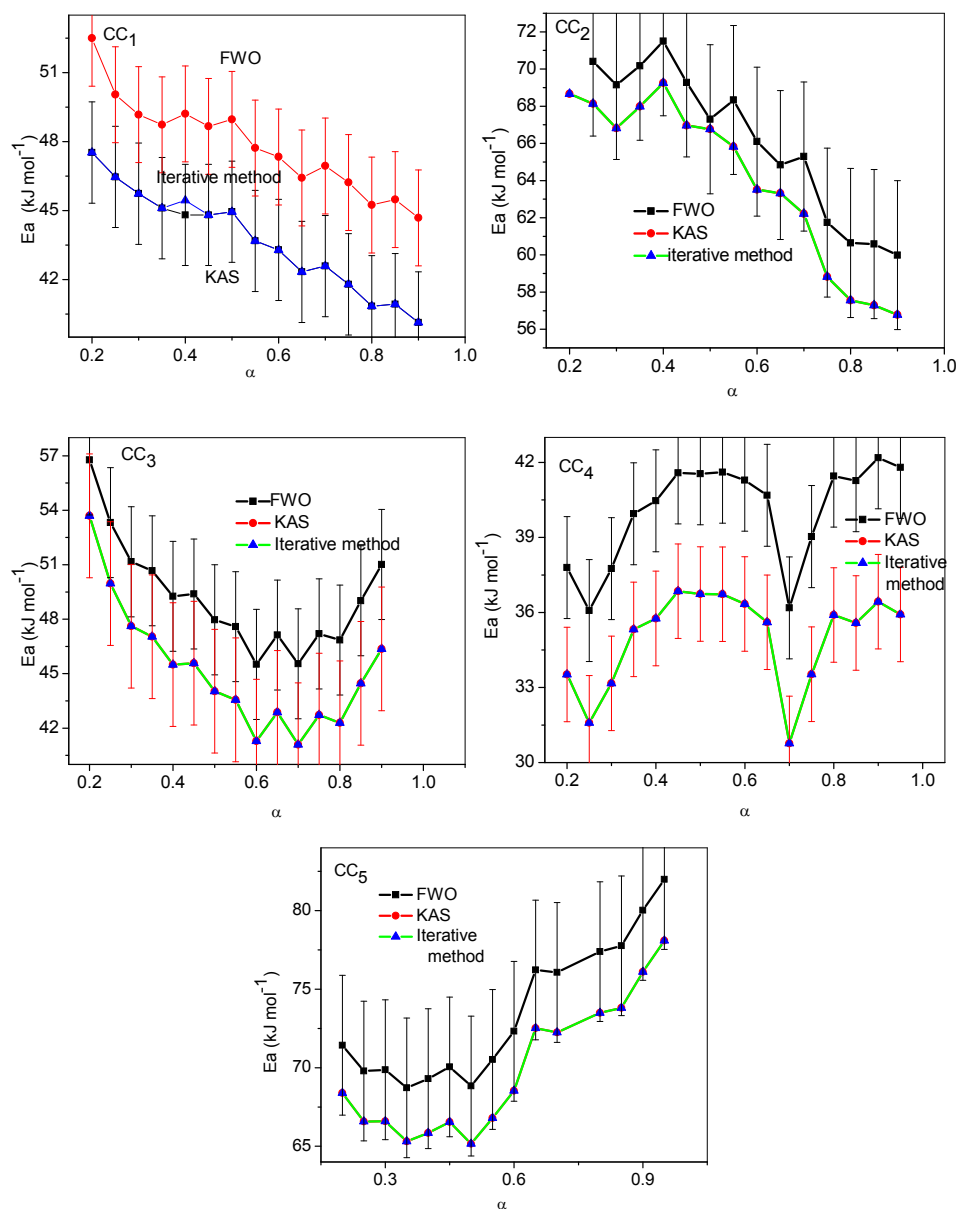 CC1
FWO
Iterative method
KAS
Ea (kJ mol-1)
51
48
45
42
0.2 0.4 0.6 0.8 1.0
α
CC2
FWO
KAS
iterative method
Ea (kJ mol-1)
72
70
68
66
64
62
60
58
56
0.2 0.4 0.6 0.8 1.0
α
CC3
FWO
KAS
Iterative method
Ea (kJ mol-1)
57
54
51
48
45
42
0.2 0.4 0.6 0.8 1.0
α
CC4
FWO
KAS
Iterative
method
Ea (kJ mol-1)
42
39
36
33
30
0.2 0.4 0.6 0.8 1.0
α
CC5
FWO
KAS
Iterative
method
Ea (kJ mol-1)
80
75
70
65
0.3 0.6 0.9
α